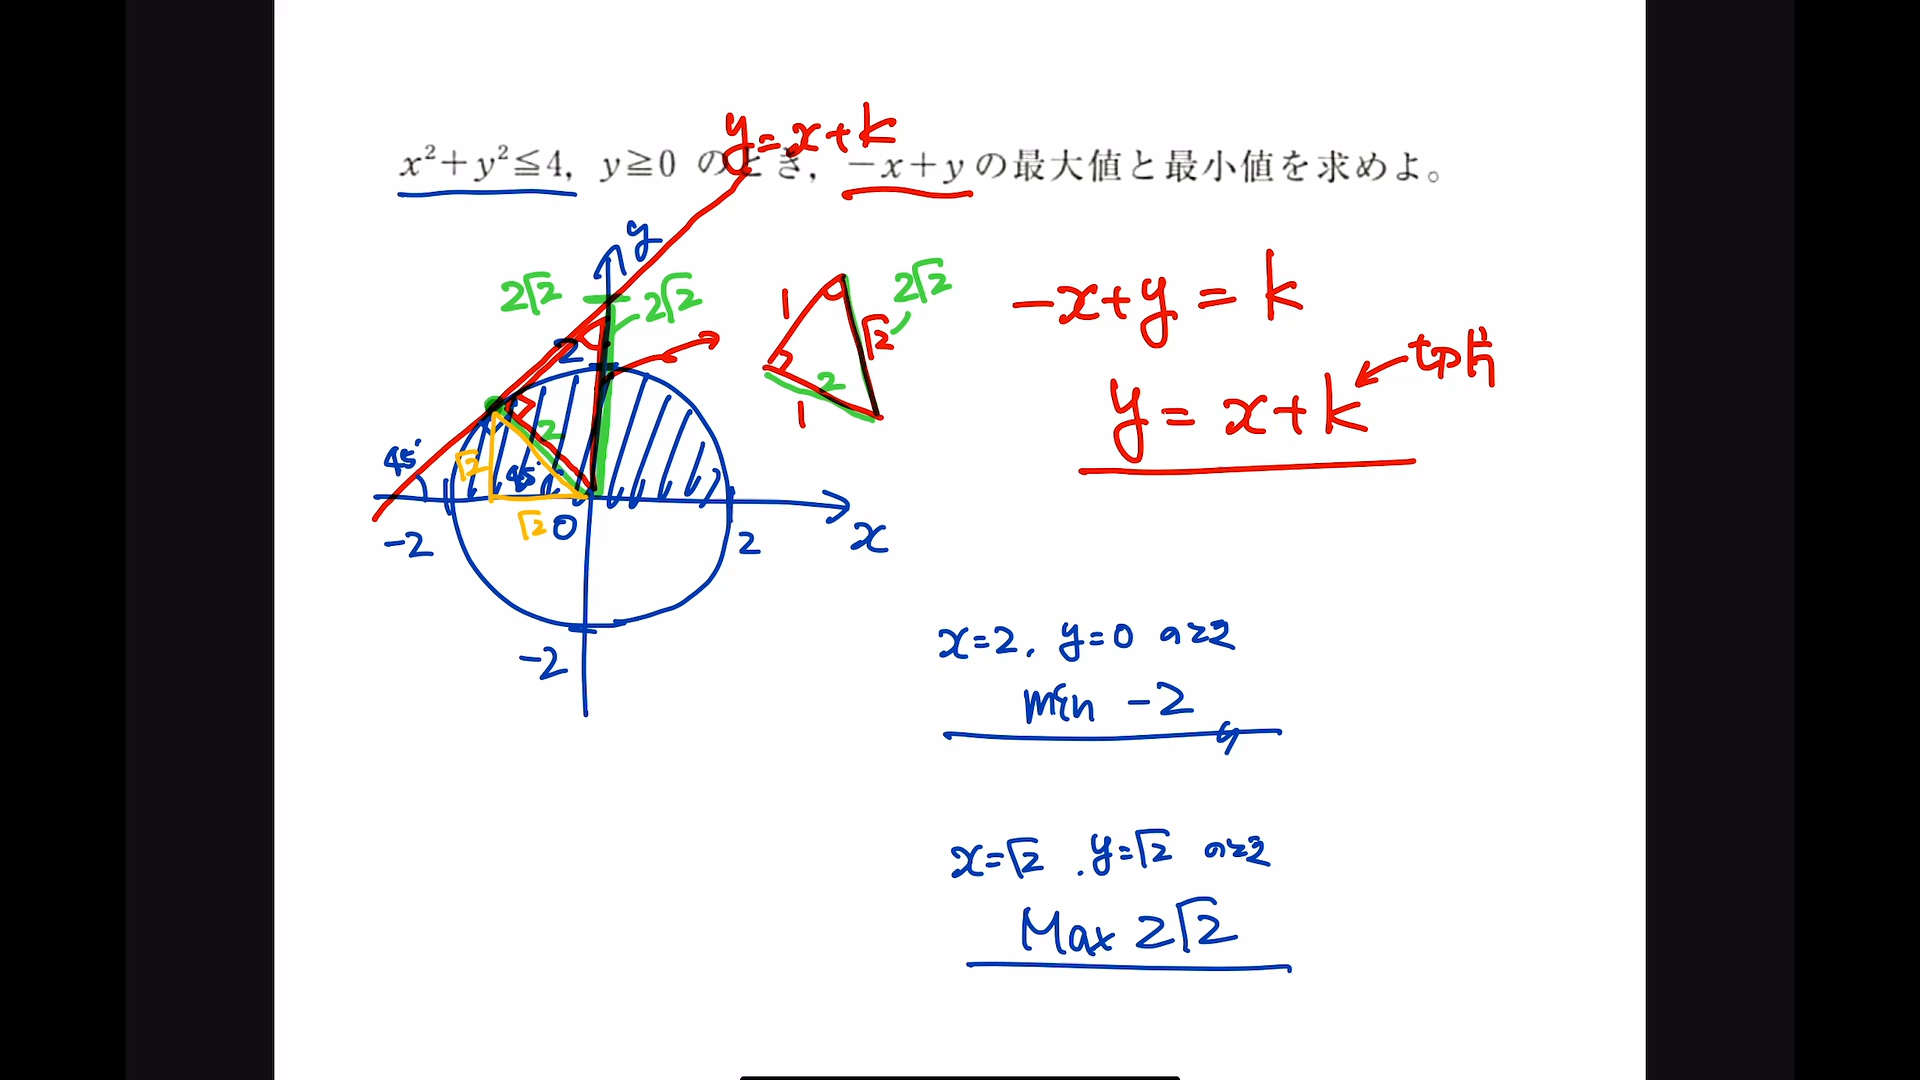 y=x+k
x²+y²≦4, y≧0 のとき, −x+yの最大値と最小値を求めよ。
y
2√2
2√2
1
√2
2√2
2
1
−x+y=k
y=x+k
切片
2
2
45°
√2
45°
√2
0
−2
2
x
−2
x=2, y=0 のとき
min −2
x=√2, y=√2 のとき
Max 2√2